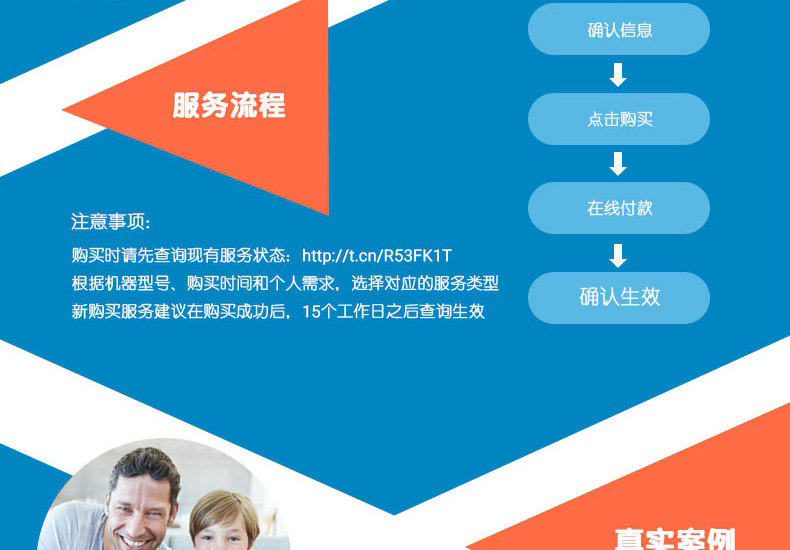 服务流程
确认信息
点击购买
在线付款
确认生效
注意事项:
购买时请先查询现有服务状态：http://t.cn/R53FK1T
根据机器型号、购买时间和个人需求，选择对应的服务类型
新购买服务建议在购买成功后，15个工作日之后查询生效
真实案例